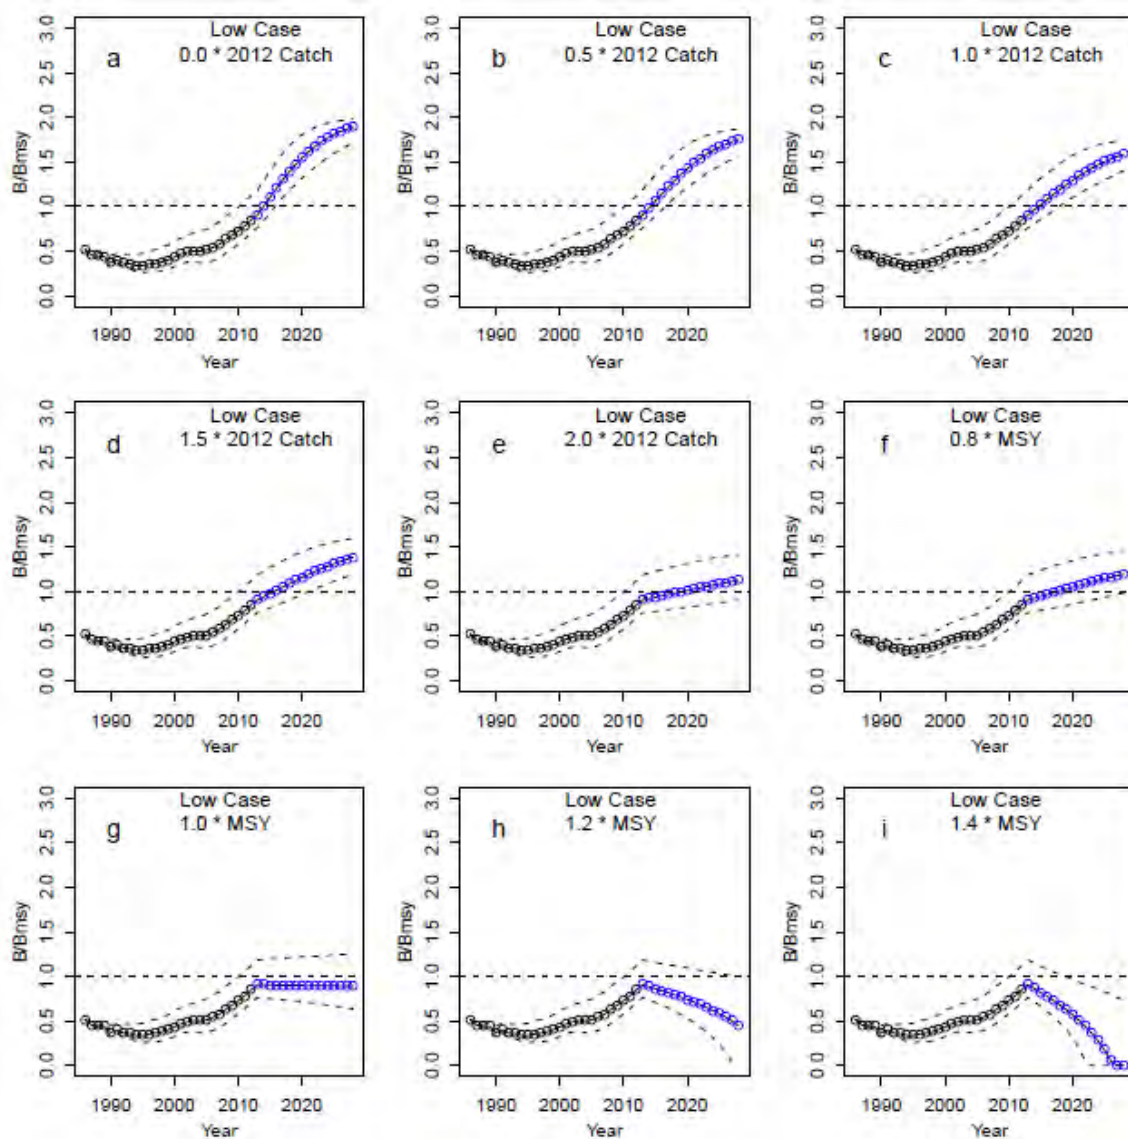 Low Case
a
0.0 * 2012 Catch
B/Bmsy
0.0 0.5 1.0 1.5 2.0 2.5 3.0
1990 2000 2010 2020
Year
Low Case
b
0.5 * 2012 Catch
B/Bmsy
0.0 0.5 1.0 1.5 2.0 2.5 3.0
1990 2000 2010 2020
Year
Low Case
c
1.0 * 2012 Catch
B/Bmsy
0.0 0.5 1.0 1.5 2.0 2.5 3.0
1990 2000 2010 2020
Year
Low Case
d
1.5 * 2012 Catch
B/Bmsy
0.0 0.5 1.0 1.5 2.0 2.5 3.0
1990 2000 2010 2020
Year
Low Case
e
2.0 * 2012 Catch
B/Bmsy
0.0 0.5 1.0 1.5 2.0 2.5 3.0
1990 2000 2010 2020
Year
Low Case
f
0.8 * MSY
B/Bmsy
0.0 0.5 1.0 1.5 2.0 2.5 3.0
1990 2000 2010 2020
Year
Low Case
g
1.0 * MSY
B/Bmsy
0.0 0.5 1.0 1.5 2.0 2.5 3.0
1990 2000 2010 2020
Year
Low Case
h
1.2 * MSY
B/Bmsy
0.0 0.5 1.0 1.5 2.0 2.5 3.0
1990 2000 2010 2020
Year
Low Case
i
1.4 * MSY
B/Bmsy
0.0 0.5 1.0 1.5 2.0 2.5 3.0
1990 2000 2010 2020
Year